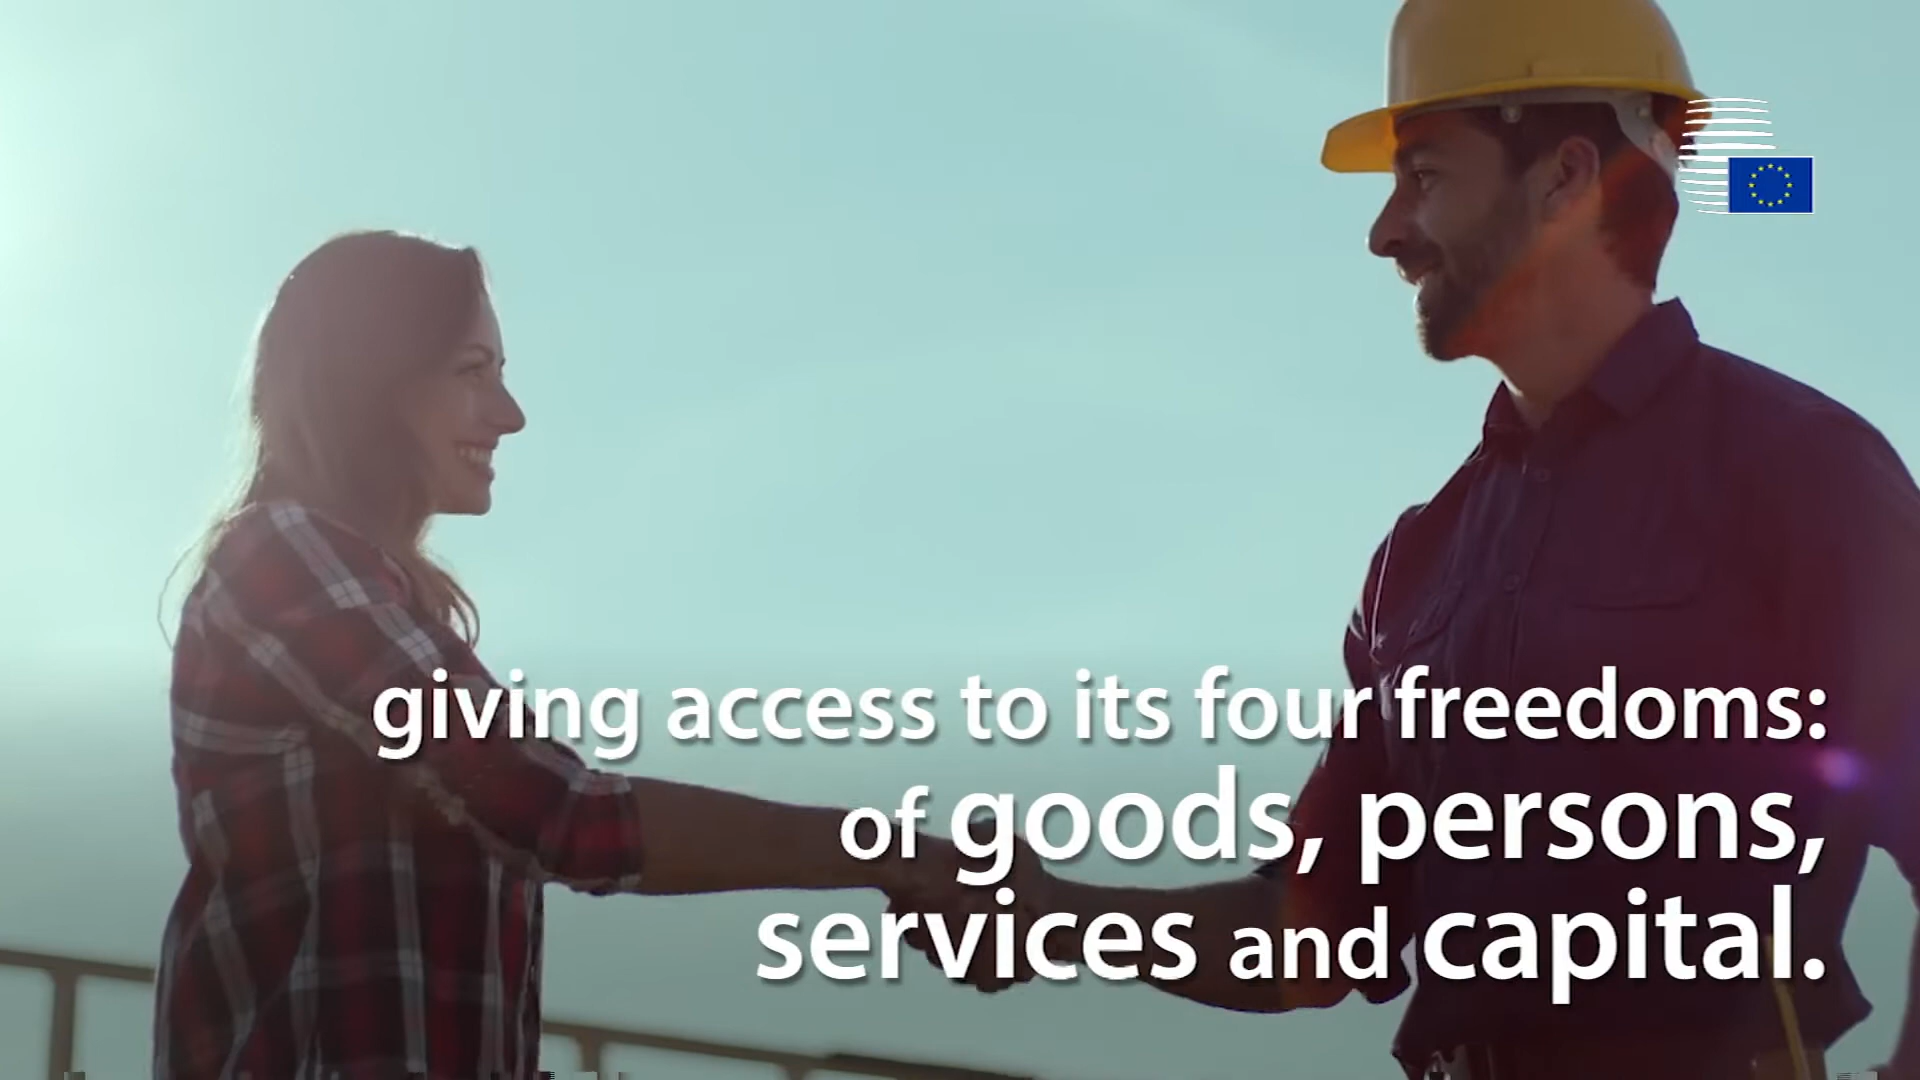 giving access to its four freedoms:
of goods, persons,
services and capital.